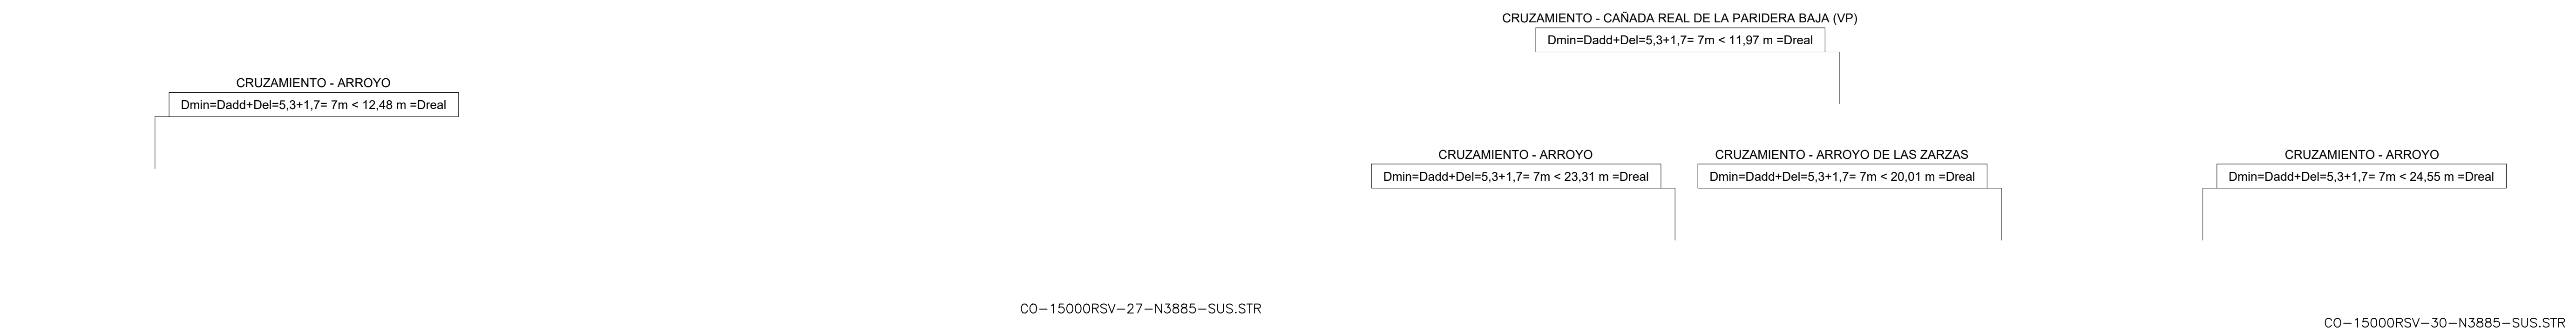 CRUZAMIENTO - CAÑADA REAL DE LA PARIDERA BAJA (VP)
Dmin=Dadd+Del=5,3+1,7= 7m < 11,97 m =Dreal
CRUZAMIENTO - ARROYO
Dmin=Dadd+Del=5,3+1,7= 7m < 12,48 m =Dreal
CRUZAMIENTO - ARROYO
Dmin=Dadd+Del=5,3+1,7= 7m < 23,31 m =Dreal
CRUZAMIENTO - ARROYO DE LAS ZARZAS
Dmin=Dadd+Del=5,3+1,7= 7m < 20,01 m =Dreal
CRUZAMIENTO - ARROYO
Dmin=Dadd+Del=5,3+1,7= 7m < 24,55 m =Dreal
CO-15000RSV-27-N3885-SUS.STR
CO-15000RSV-30-N3885-SUS.STR